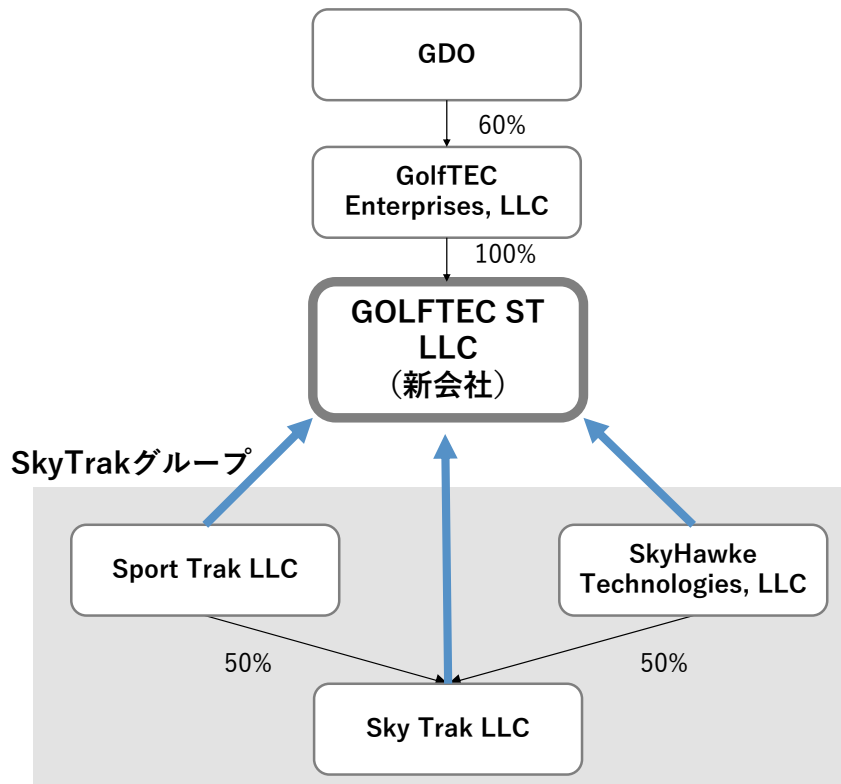 GDO
60%
GolfTEC
Enterprises, LLC
100%
GOLFTEC ST
LLC
（新会社）
SkyTrakグループ
Sport Trak LLC
SkyHawke
Technologies, LLC
50%
50%
Sky Trak LLC